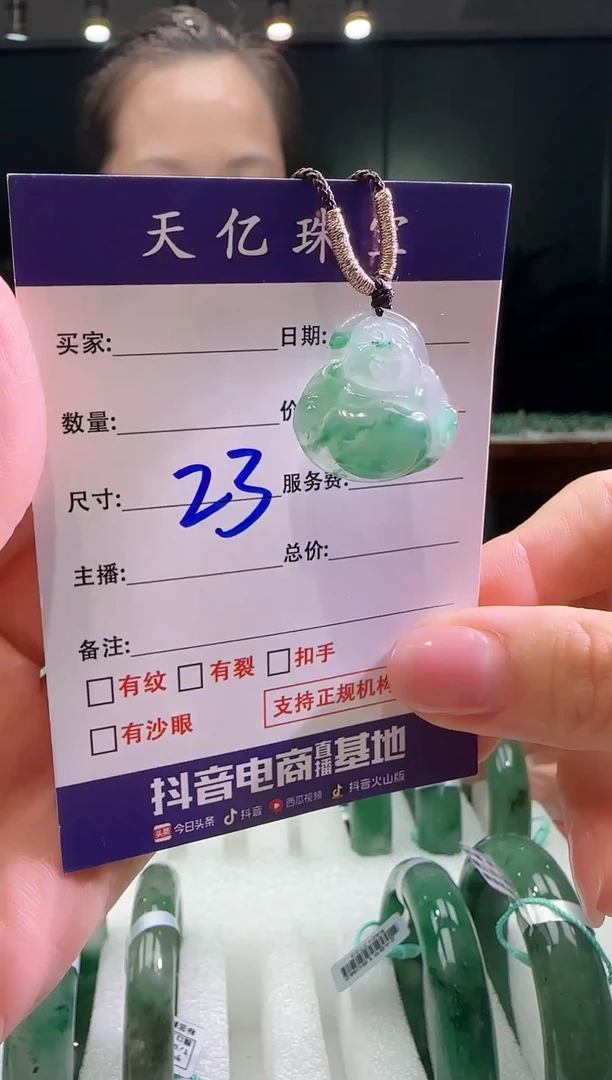 天亿珠宝
买家: 日期:
数量: 价
尺寸: 23 服务费:
主播: 总价:
备注:
有纹 有裂 扣手
有沙眼 支持正规机构
抖音电商直播基地
头条 今日头条 抖音 西瓜视频 抖音火山版